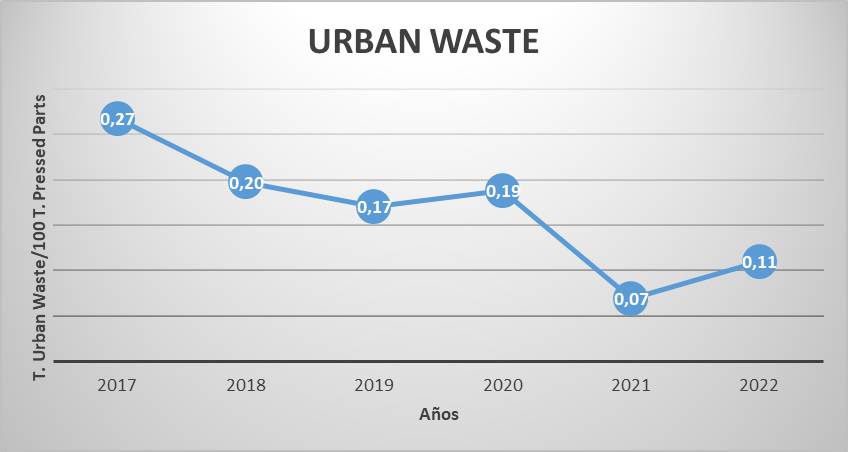 URBAN WASTE
T. Urban Waste/100 T. Pressed Parts
0,27
0,20
0,17
0,19
0,07
0,11
2017 2018 2019 2020 2021 2022
Años